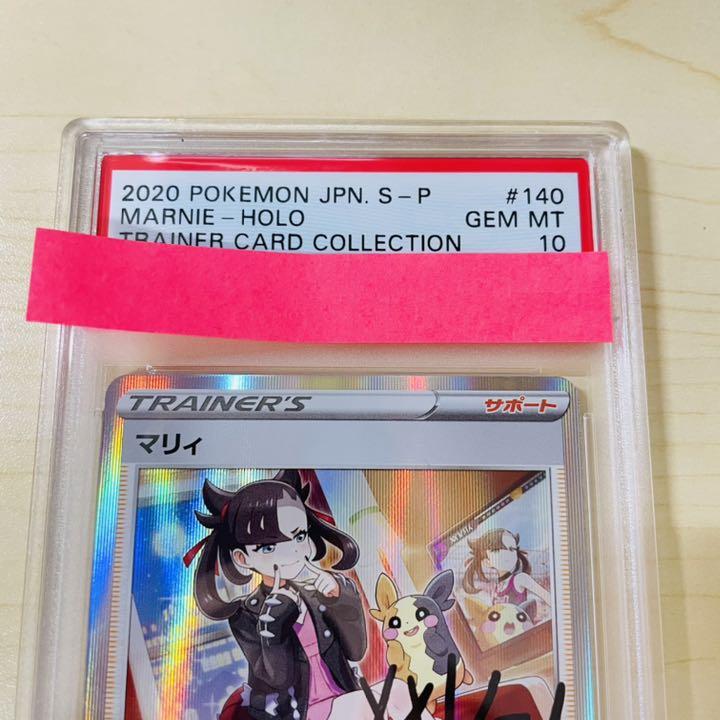 2020 POKEMON JPN. S-P #140
MARNIE-HOLO GEM MT
TRAINER CARD COLLECTION 10
TRAINER'S サポート
マリィ